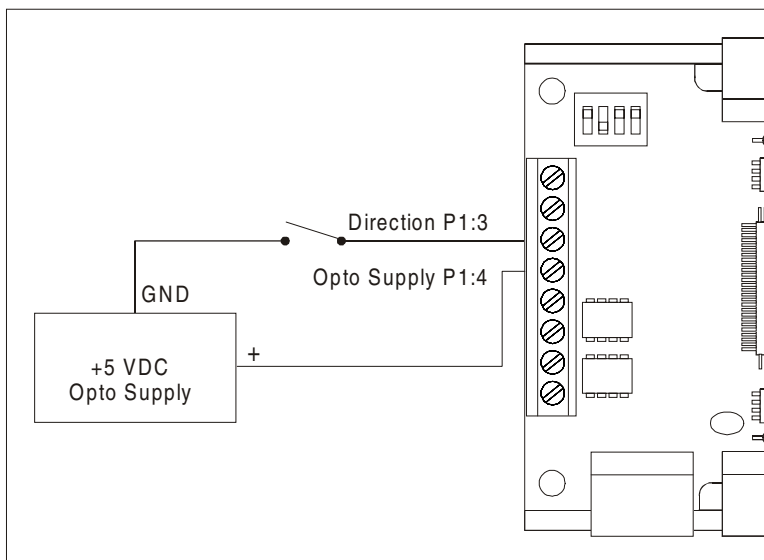 Direction P1:3
Opto Supply P1:4
GND
+
+5 VDC
Opto Supply